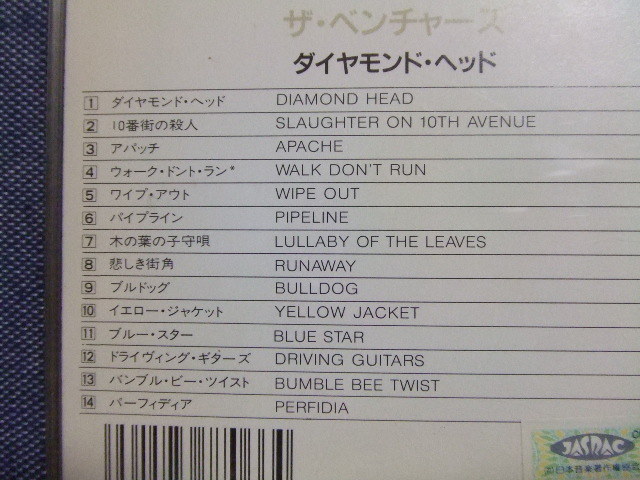 ザ・ベンチャーズ
ダイヤモンド・ヘッド
1 ダイヤモンド・ヘッド DIAMOND HEAD
2 10番街の殺人 SLAUGHTER ON 10TH AVENUE
3 アパッチ APACHE
4 ウォーク・ドント・ラン* WALK DON'T RUN
5 ワイプ・アウト WIPE OUT
6 パイプライン PIPELINE
7 木の葉の子守唄 LULLABY OF THE LEAVES
8 悲しき街角 RUNAWAY
9 ブルドッグ BULLDOG
10 イエロー・ジャケット YELLOW JACKET
11 ブルー・スター BLUE STAR
12 ドライヴィング・ギターズ DRIVING GUITARS
13 バンブル・ビー・ツイスト BUMBLE BEE TWIST
14 パーフィディア PERFIDIA
JASRAC
日本音楽著作権